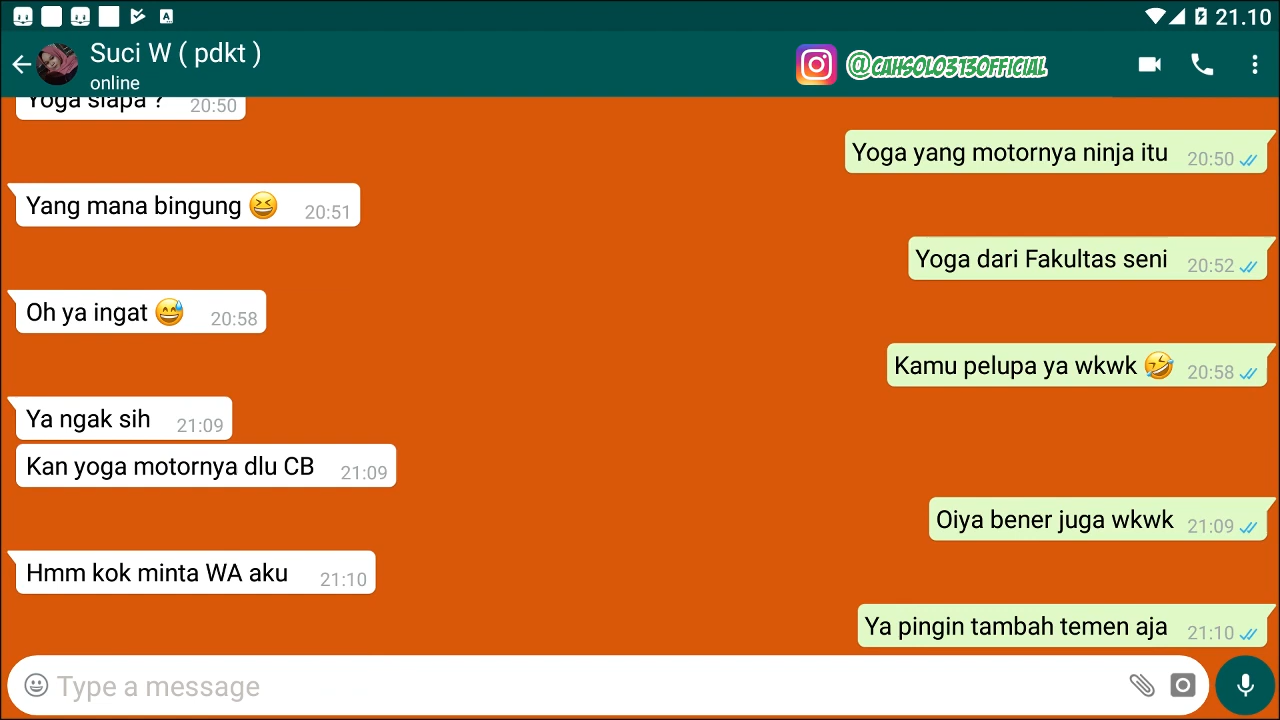 21.10
Suci W ( pdkt )
online
@CAHSOLO313OFFICIAL
Yoga siapa ? 20:50
Yoga yang motornya ninja itu 20:50
Yang mana bingung 😆 20:51
Yoga dari Fakultas seni 20:52
Oh ya ingat 😅 20:58
Kamu pelupa ya wkwk 🤣 20:58
Ya ngak sih 21:09
Kan yoga motornya dlu CB 21:09
Oiya bener juga wkwk 21:09
Hmm kok minta WA aku 21:10
Ya pingin tambah temen aja 21:10
Type a message